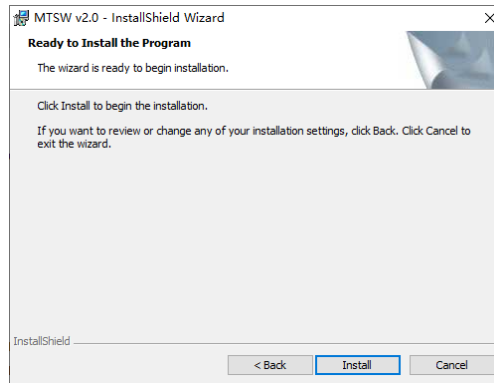 MTSW v2.0 - InstallShield Wizard
Ready to Install the Program
The wizard is ready to begin installation.
Click Install to begin the installation.
If you want to review or change any of your installation settings, click Back. Click Cancel to
exit the wizard.
InstallShield
< Back
Install
Cancel